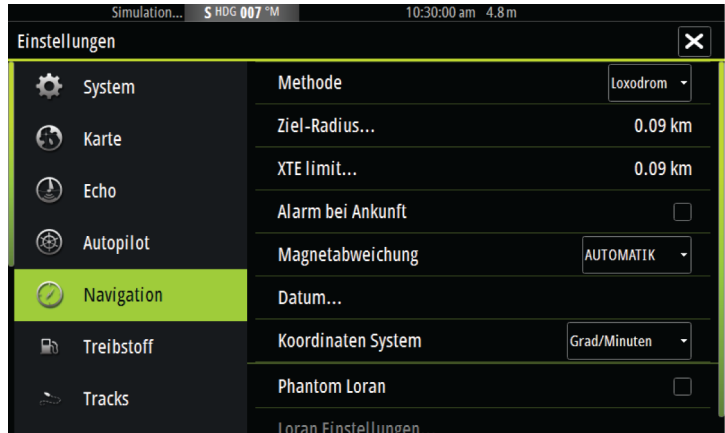 Simulation... S HDG 007 °M 10:30:00 am 4.8 m
Einstellungen
System
Karte
Echo
Autopilot
Navigation
Treibstoff
Tracks
Methode Loxodrom
Ziel-Radius... 0.09 km
XTE limit... 0.09 km
Alarm bei Ankunft
Magnetabweichung AUTOMATIK
Datum...
Koordinaten System Grad/Minuten
Phantom Loran
Loran Einstellungen